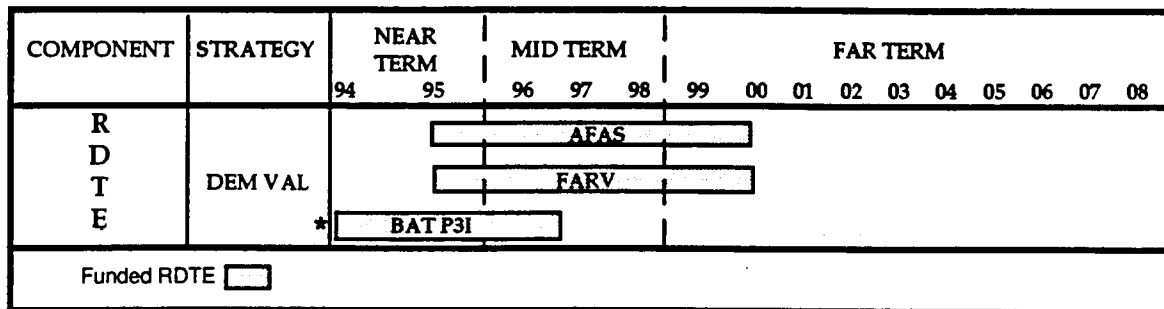 COMPONENT STRATEGY NEAR TERM MID TERM FAR TERM
94 95 96 97 98 99 00 01 02 03 04 05 06 07 08
R
D
T
E
DEM VAL
AFAS
FARV
* BAT P3I
Funded RDTE